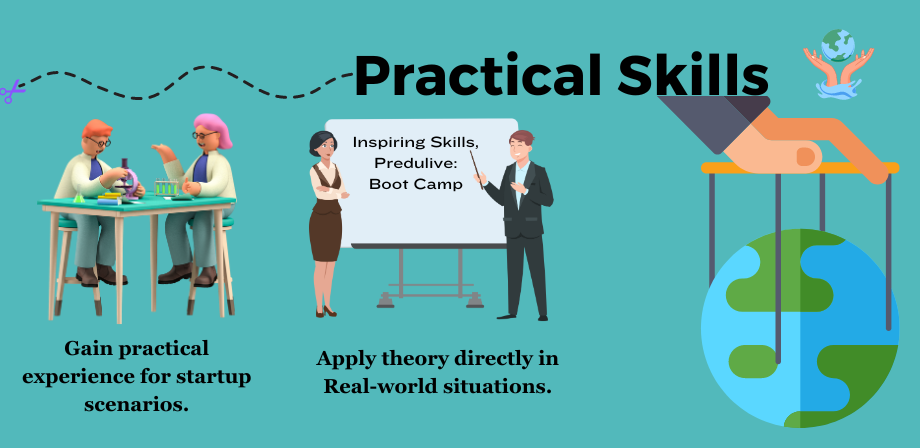 Practical Skills
Inspiring Skills,
Predulive:
Boot Camp
Gain practical
experience for startup
scenarios.
Apply theory directly in
Real-world situations.